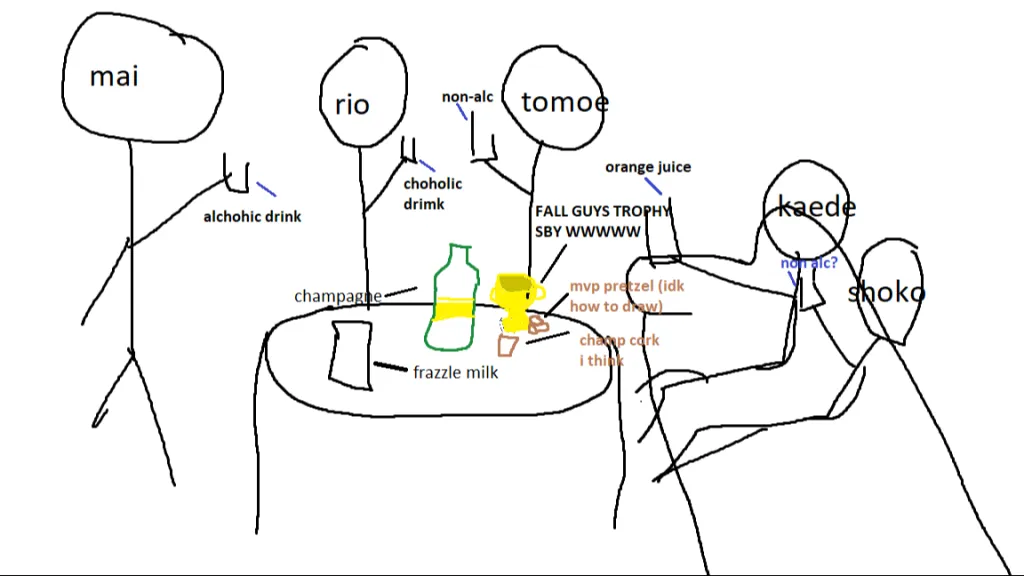 mai
rio
non-alc
tomoe
orange juice
choholic
drimk
alchohic drink
kaede
FALL GUYS TROPHY
SBY WWWWW
non alc?
shoko
champagne
mvp pretzel (idk
how to draw)
champ cork
i think
frazzle milk